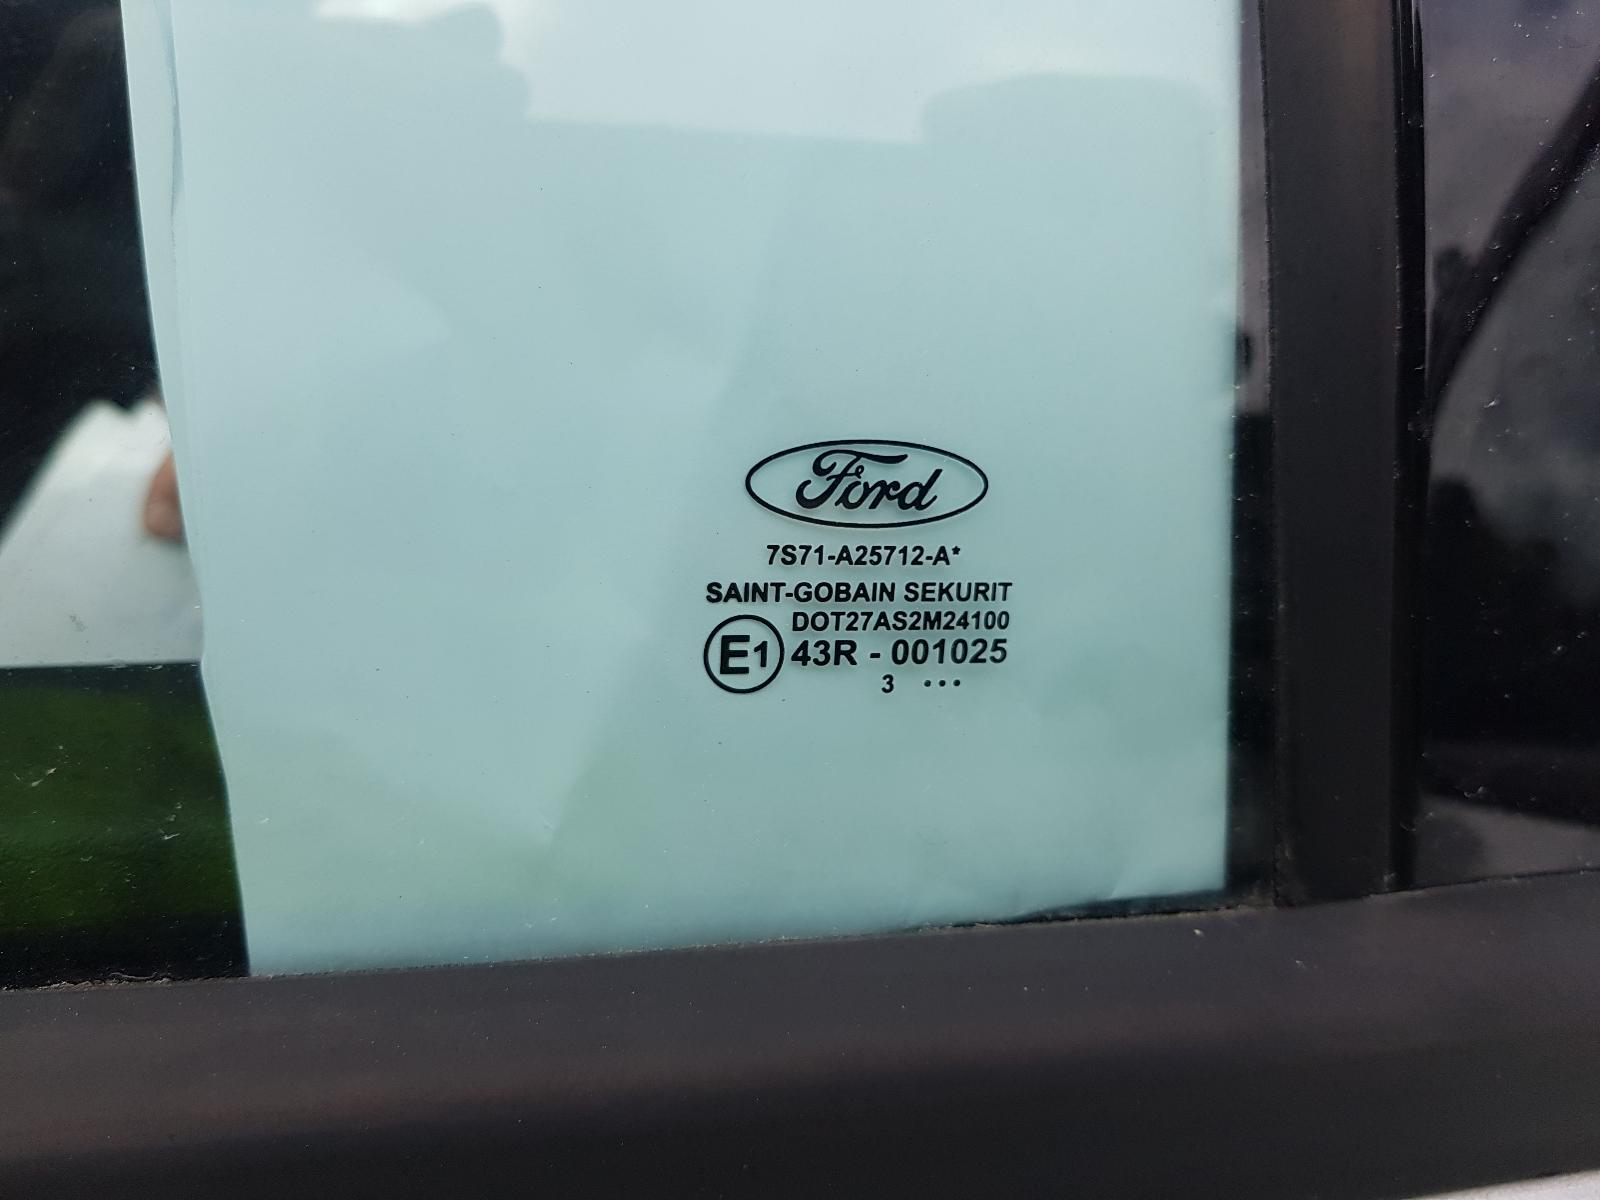 Ford
7S71-A25712-A*
SAINT-GOBAIN SEKURIT
DOT27AS2M24100
E1 43R - 001025
3 ...